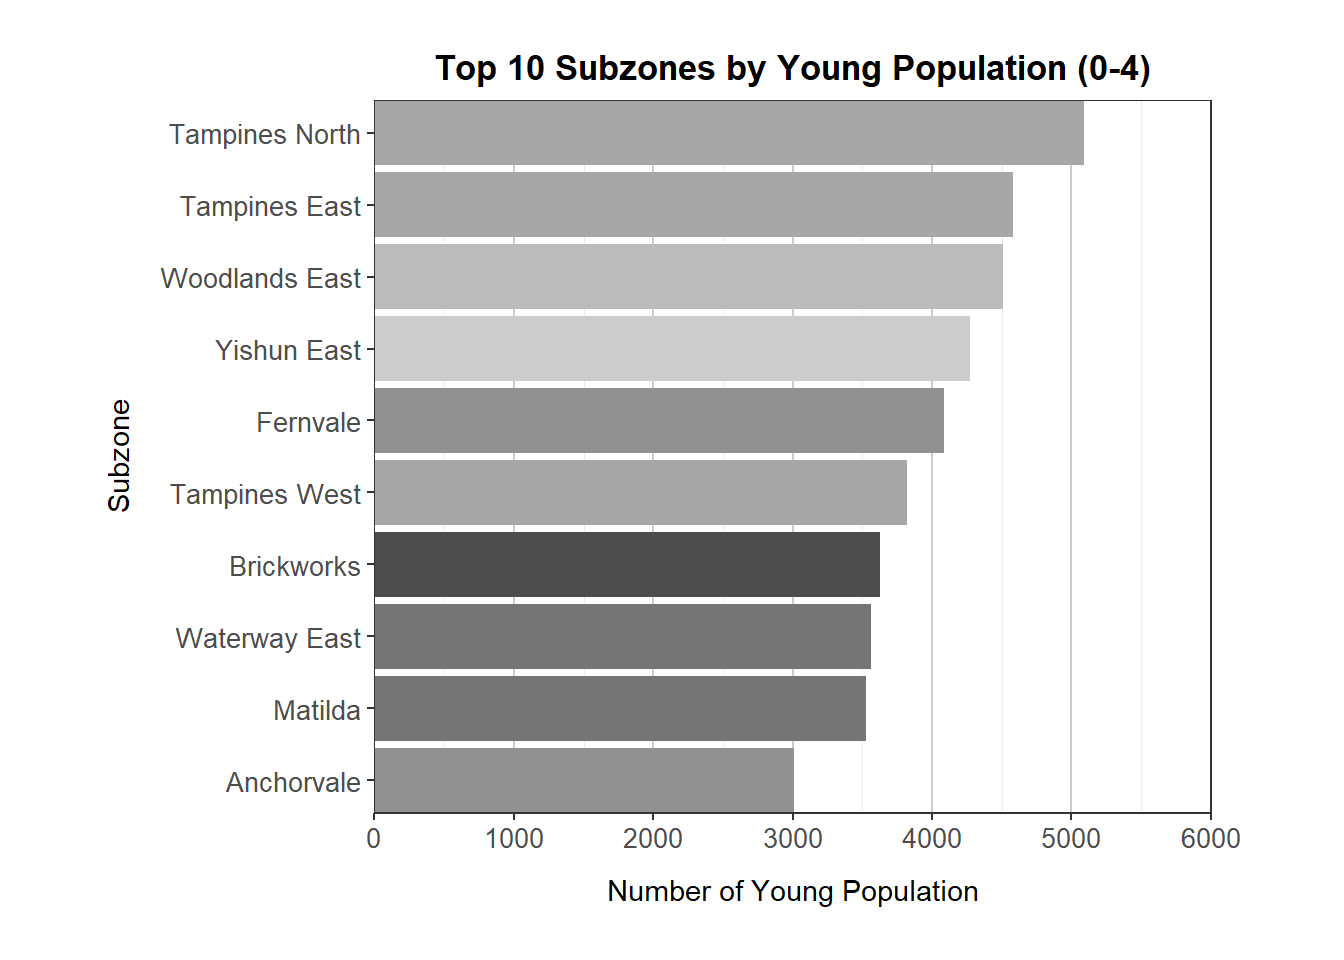 Top 10 Subzones by Young Population (0-4)
Tampines North
Tampines East
Woodlands East
Yishun East
Fernvale
Tampines West
Brickworks
Waterway East
Matilda
Anchorvale
Subzone
0 1000 2000 3000 4000 5000 6000
Number of Young Population